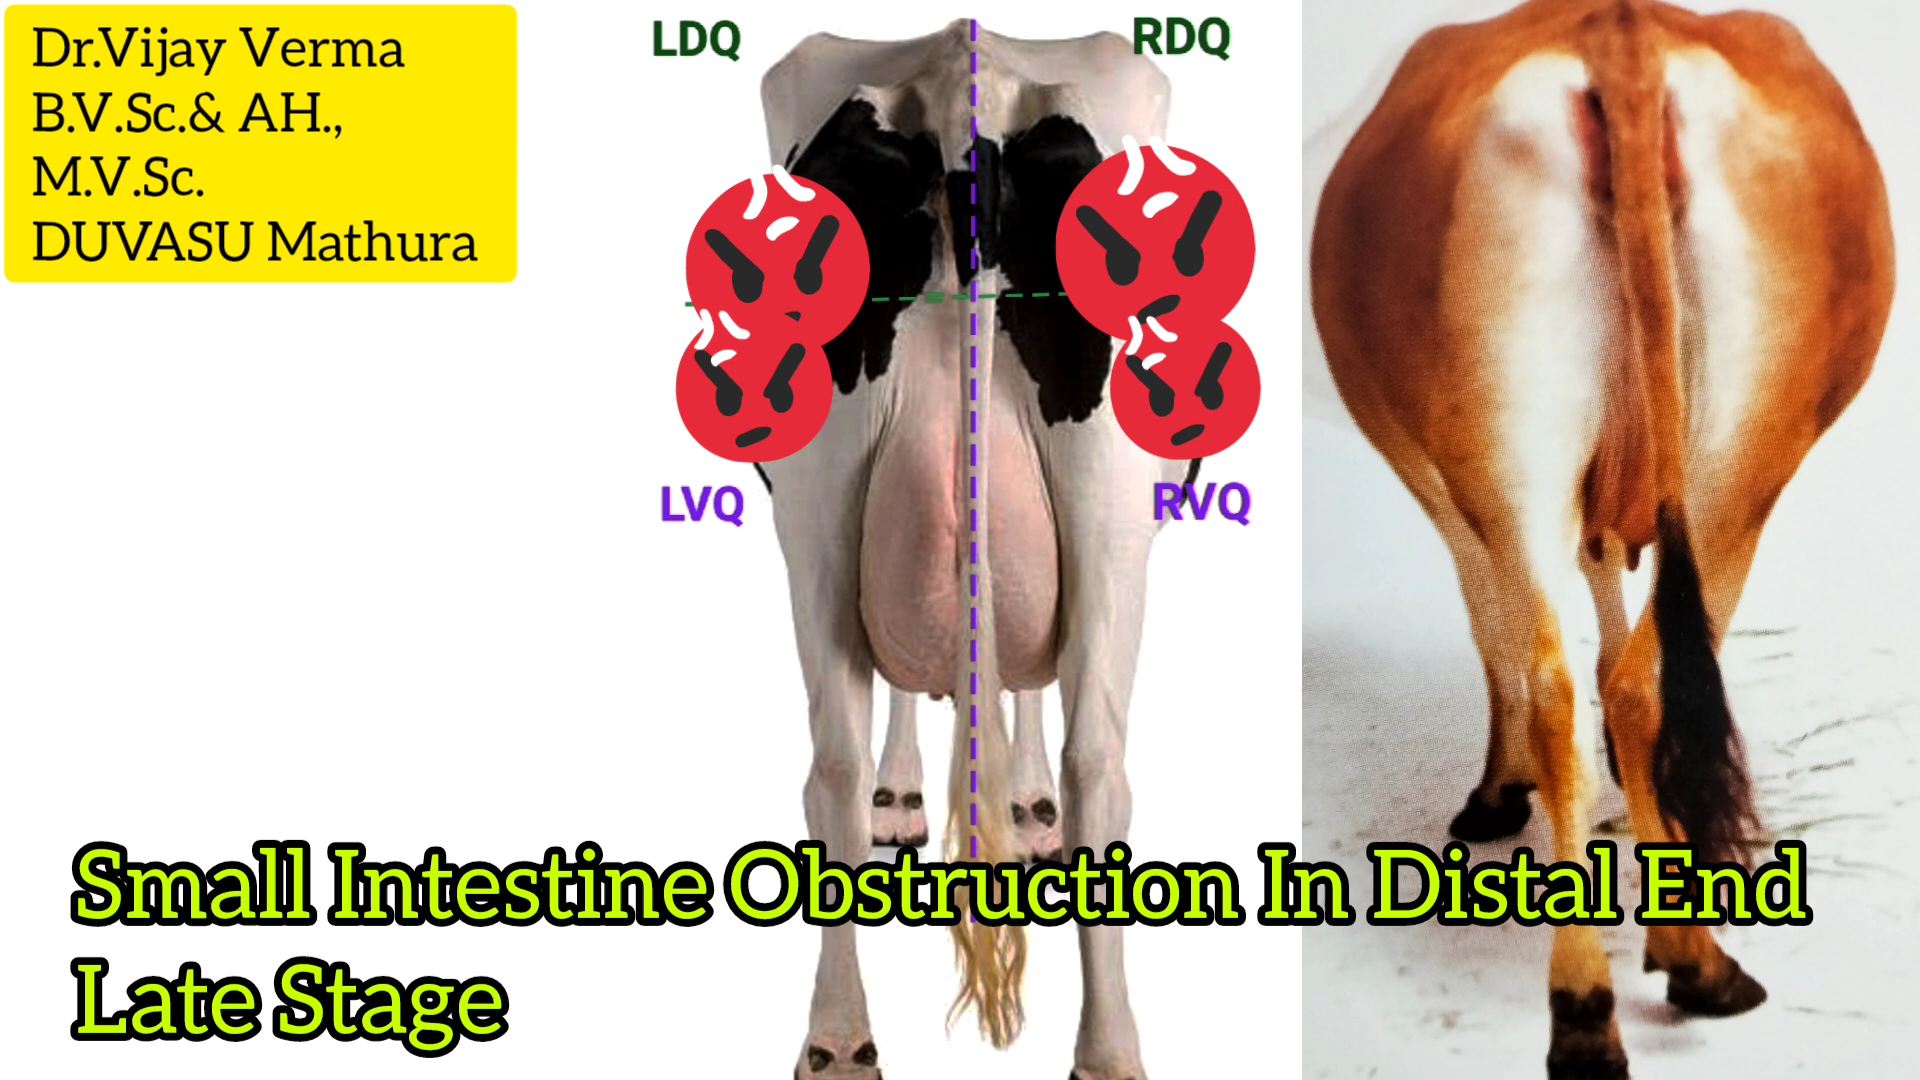 Dr.Vijay Verma
B.V.Sc.& AH.,
M.V.Sc.
DUVASU Mathura
LDQ
RDQ
LVQ
RVQ
Small Intestine Obstruction In Distal End
Late Stage